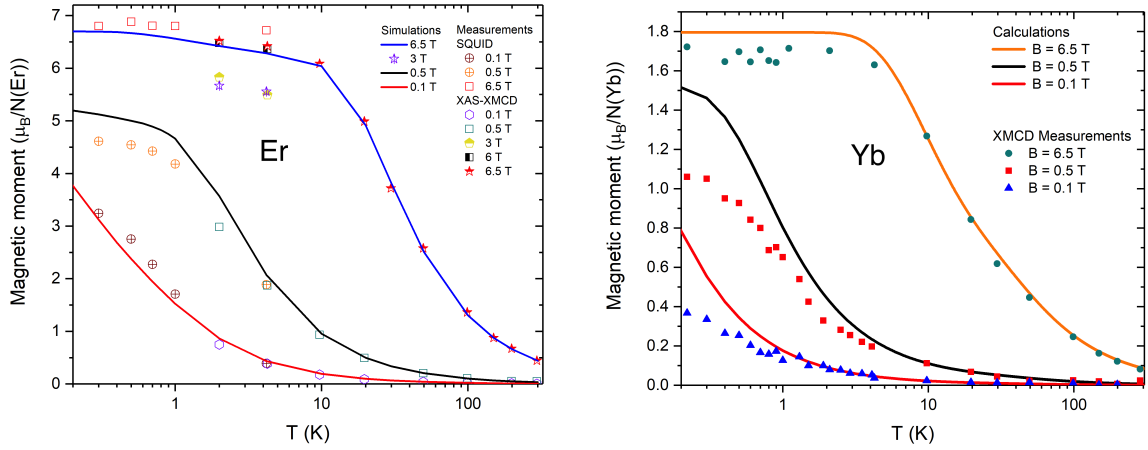 7
6
5
4
3
2
1
0
Magnetic moment (μB/N(Er))
Er
Simulations
6.5 T
3 T
0.5 T
0.1 T
Measurements
SQUID
0.1 T
0.5 T
6.5 T
XAS-XMCD
0.1 T
0.5 T
3 T
6 T
6.5 T
1
10
100
T (K)
1.8
1.6
1.4
1.2
1.0
0.8
0.6
0.4
0.2
0.0
Magnetic moment (μB/N(Yb))
Yb
Calculations
B = 6.5 T
B = 0.5 T
B = 0.1 T
XMCD Measurements
B = 6.5 T
B = 0.5 T
B = 0.1 T
1
10
100
T (K)